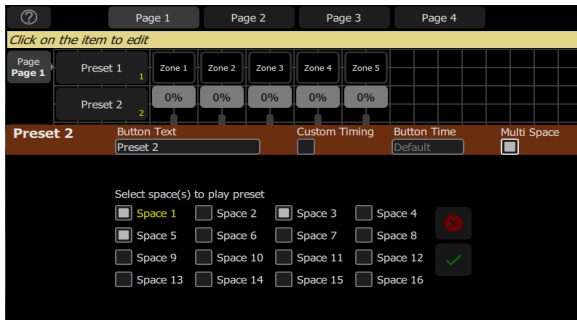 ? Page 1 Page 2 Page 3 Page 4
Click on the item to edit
Page
Page 1
Preset 1 1 Zone 1 Zone 2 Zone 3 Zone 4 Zone 5
Preset 2 2 0% 0% 0% 0% 0%
Preset 2 Button Text Custom Timing Button Time Multi Space
Preset 2 Default
Select space(s) to play preset
Space 1 Space 2 Space 3 Space 4
Space 5 Space 6 Space 7 Space 8
Space 9 Space 10 Space 11 Space 12
Space 13 Space 14 Space 15 Space 16